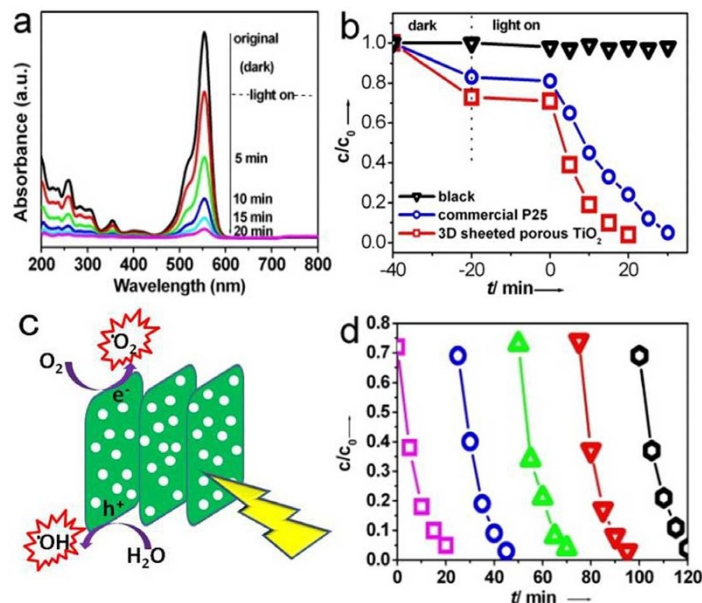 a
original
(dark)
light on
5 min
10 min
15 min
20 min
Absorbance (a.u.)
200 300 400 500 600 700 800
Wavelength (nm)
b
dark light on
1.0
0.8
0.6
0.4
0.2
0.0
c/c₀
black
commercial P25
3D sheeted porous TiO₂
-40 -20 0 20
t/ min
c
O₂
·O₂
e⁻
h⁺
·OH
H₂O
d
0.8
0.7
0.6
0.5
0.4
0.3
0.2
0.1
0.0
c/c₀
0 20 40 60 80 100 120
t/ min